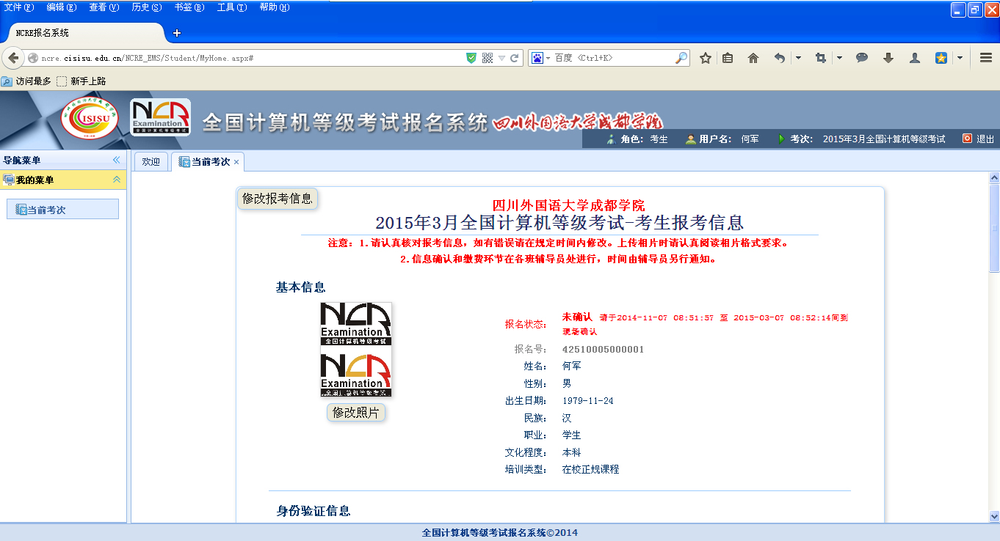 文件(F) 编辑(E) 查看(V) 历史(S) 书签(B) 工具(T) 帮助(H)
NCRE报名系统
ncre.cisisu.edu.cn/NCRE_EMS/Student/MyHome.aspx#
百度 <Ctrl+K>
访问最多 新手上路
CISISU
NCR
Examination
全国计算机等级考试
全国计算机等级考试报名系统 四川外国语大学成都学院
角色： 考生 用户名： 何军 考次： 2015年3月全国计算机等级考试 退出
导航菜单
欢迎 当前考次
我的菜单
当前考次
修改报考信息
四川外国语大学成都学院
2015年3月全国计算机等级考试-考生报考信息
注意：1.请认真核对报考信息，如有错误请在规定时间内修改。上传相片时请认真阅读相片格式要求。
2.信息确认和缴费环节在各班辅导员处进行，时间由辅导员另行通知。
基本信息
NCR
Examination
全国计算机等级考试
NCR
Examination
全国计算机等级考试
修改照片
报名状态： 未确认 请于2014-11-07 08:51:57 至 2015-03-07 08:52:14间到
现场确认
报名号： 42510005000001
姓名： 何军
性别： 男
出生日期： 1979-11-24
民族： 汉
职业： 学生
文化程度： 本科
培训类型： 在校正规课程
身份验证信息
全国计算机等级考试报名系统©2014